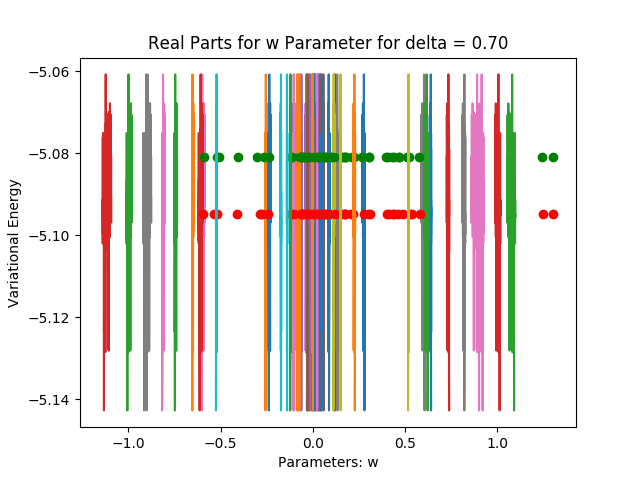 Real Parts for w Parameter for delta = 0.70
Variational Energy
−5.06
−5.08
−5.10
−5.12
−5.14
−1.0 −0.5 0.0 0.5 1.0
Parameters: w